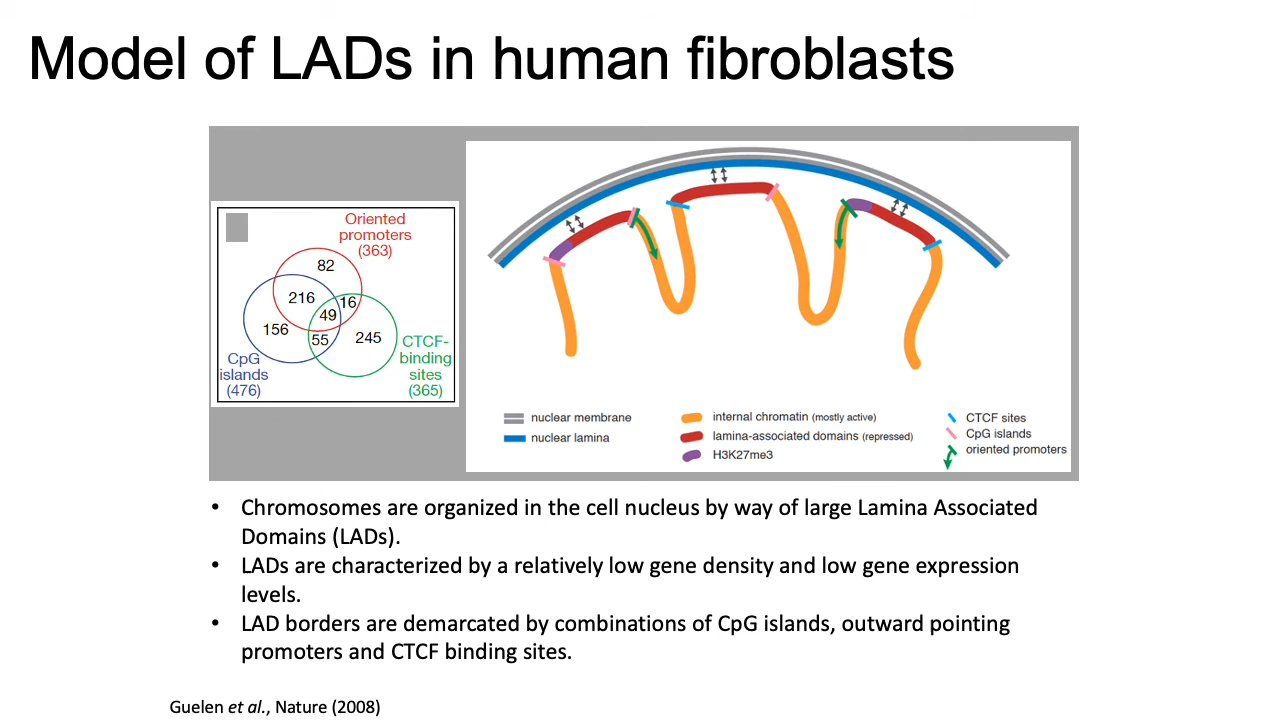 Model of LADs in human fibroblasts
Oriented
promoters
(363)
82
216
16
49
156
55
245
CpG
islands
(476)
CTCF-
binding
sites
(365)
nuclear membrane
nuclear lamina
internal chromatin (mostly active)
lamina-associated domains (repressed)
H3K27me3
CTCF sites
CpG islands
oriented promoters
• Chromosomes are organized in the cell nucleus by way of large Lamina Associated
Domains (LADs).
• LADs are characterized by a relatively low gene density and low gene expression
levels.
• LAD borders are demarcated by combinations of CpG islands, outward pointing
promoters and CTCF binding sites.
Guelen et al., Nature (2008)